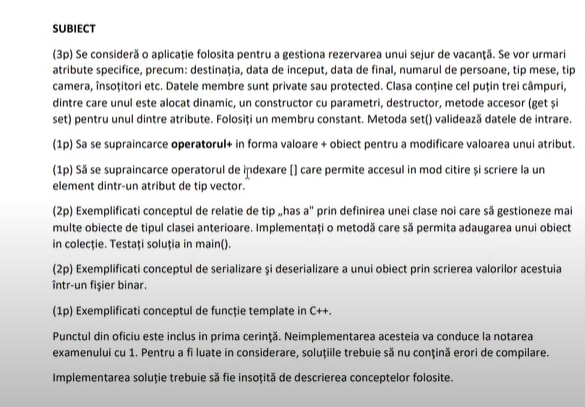 SUBIECT
(3p) Se consideră o aplicație folosita pentru a gestiona rezervarea unui sejur de vacanță. Se vor urmari
atribute specifice, precum: destinația, data de inceput, data de final, numarul de persoane, tip mese, tip
camera, însoțitori etc. Datele membre sunt private sau protected. Clasa conține cel puțin trei câmpuri,
dintre care unul este alocat dinamic, un constructor cu parametri, destructor, metode accesor (get și
set) pentru unul dintre atribute. Folosiți un membru constant. Metoda set() validează datele de intrare.
(1p) Sa se supraincarce operatorul+ in forma valoare + obiect pentru a modificare valoarea unui atribut.
(1p) Să se supraincarce operatorul de indexare [] care permite accesul in mod citire și scriere la un
element dintr-un atribut de tip vector.
(2p) Exemplificati conceptul de relatie de tip „has a" prin definirea unei clase noi care să gestioneze mai
multe obiecte de tipul clasei anterioare. Implementați o metodă care să permita adaugarea unui obiect
in colecție. Testați soluția in main().
(2p) Exemplificati conceptul de serializare şi deserializare a unui obiect prin scrierea valorilor acestuia
într-un fişier binar.
(1p) Exemplificati conceptul de funcție template in C++.
Punctul din oficiu este inclus in prima cerință. Neimplementarea acesteia va conduce la notarea
examenului cu 1. Pentru a fi luate in considerare, soluțiile trebuie să nu conţină erori de compilare.
Implementarea soluție trebuie să fie insoțită de descrierea conceptelor folosite.